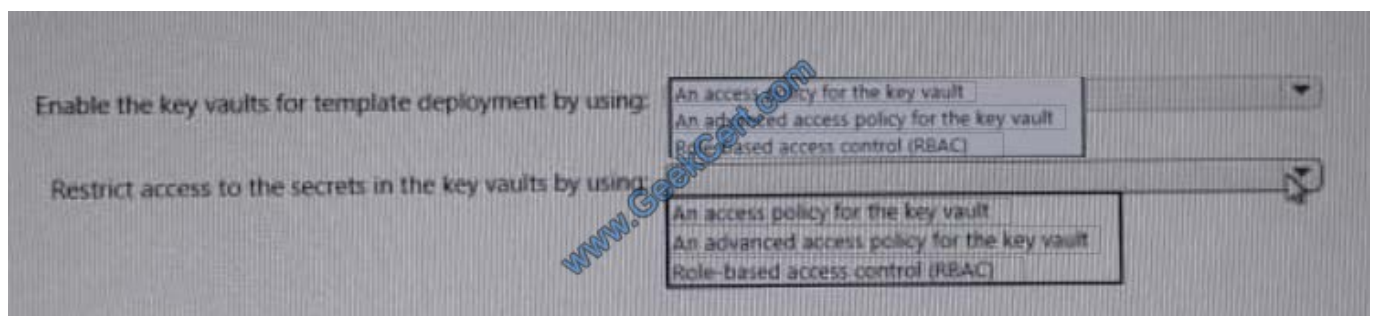 Enable the key vaults for template deployment by using:
An access policy for the key vault
An advanced access policy for the key vault
Role-based access control (RBAC)
Restrict access to the secrets in the key vaults by using:
An access policy for the key vault
An advanced access policy for the key vault
Role-based access control (RBAC)
www.GeekCert.com